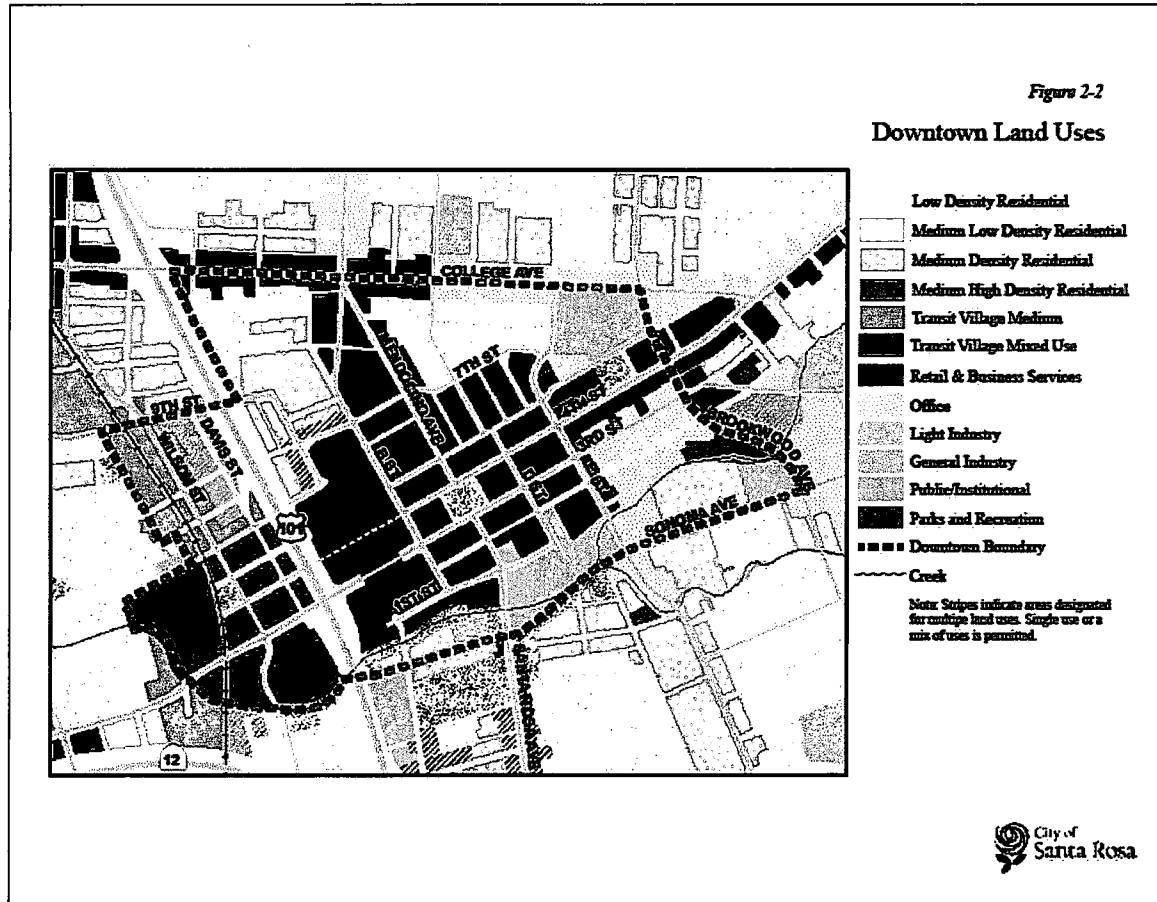 Figure 2-2
Downtown Land Uses
Low Density Residential
Medium Low Density Residential
Medium Density Residential
Medium High Density Residential
Transit Village Medium
Transit Village Mixed Use
Retail & Business Services
Office
Light Industry
General Industry
Public/Institutional
Parks and Recreation
Downtown Boundary
Creek
Note: Stripes indicate areas designated
for multiple land uses. Single use or a
mix of uses is permitted.
COLLEGE AVE
MENDOCINO AVE
7TH ST
9TH ST
DAVIS ST
WILSON ST
B ST
4TH ST
3RD ST
E ST
BROOKWOOD AVE
SONOMA AVE
101
1ST ST
12
City of
Santa Rosa